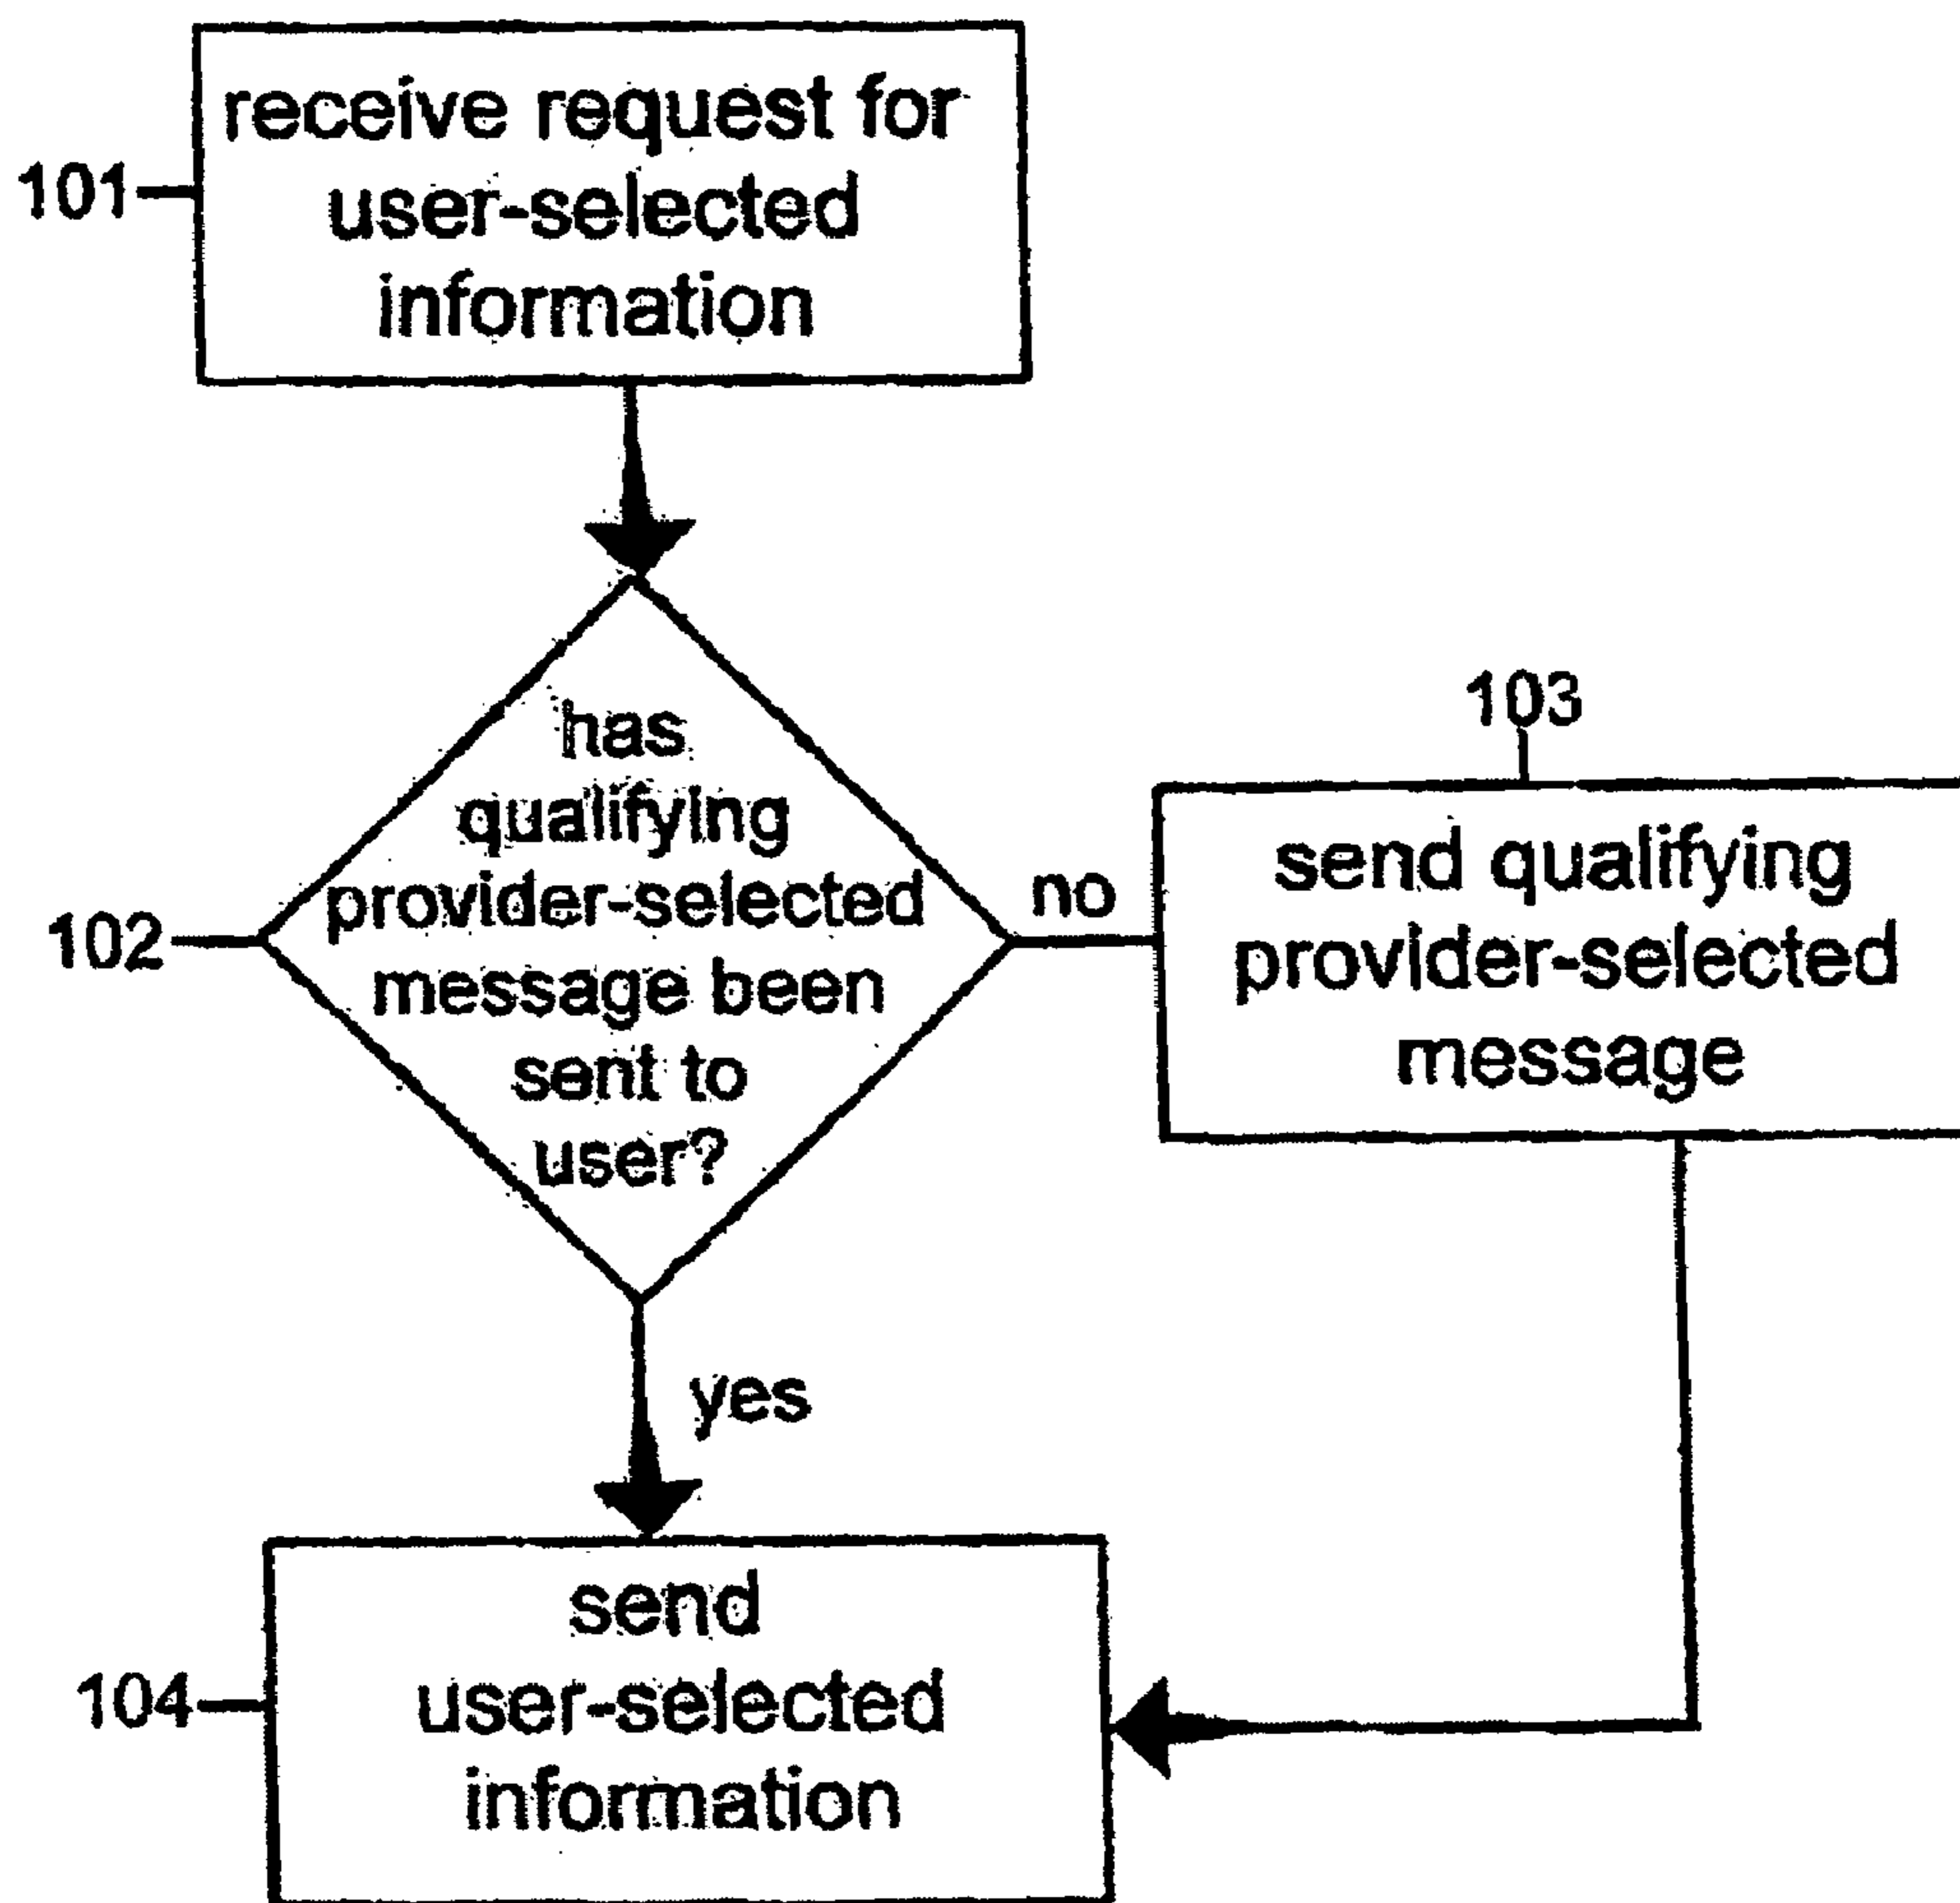 101
receive request for
user-selected
information
102
has
qualifying
provider-selected
message been
sent to
user?
no
103
send qualifying
provider-selected
message
yes
104
send
user-selected
information